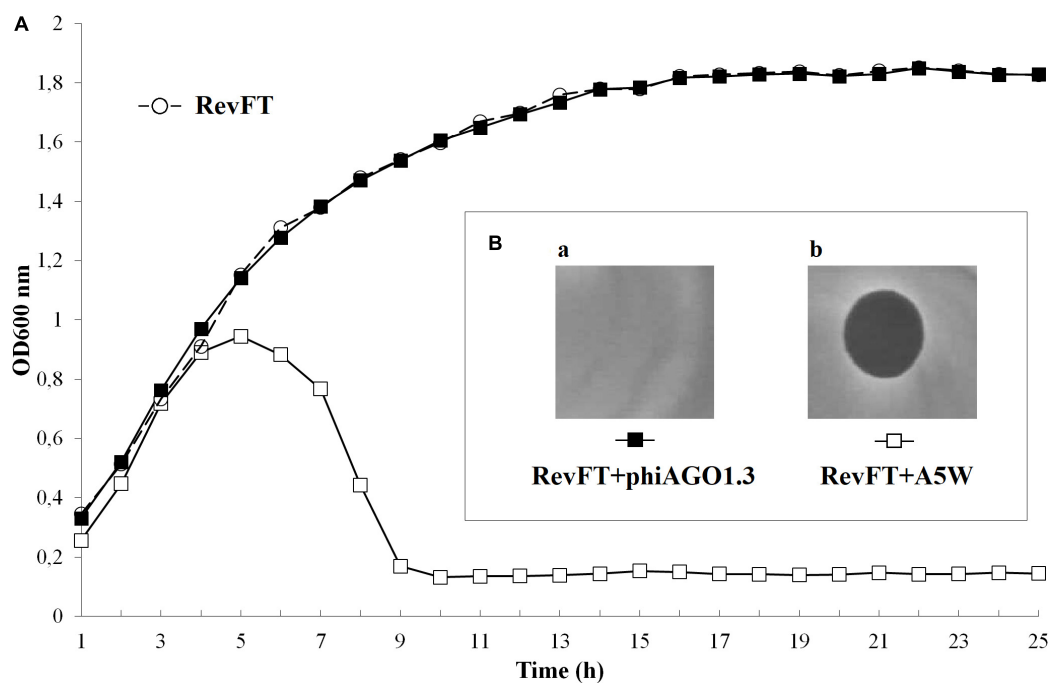 A
2
1,8
1,6
1,4
1,2
1
0,8
0,6
0,4
0,2
0
OD600 nm
RevFT
B
a
b
RevFT+phiAGO1.3
RevFT+A5W
1 3 5 7 9 11 13 15 17 19 21 23 25
Time (h)